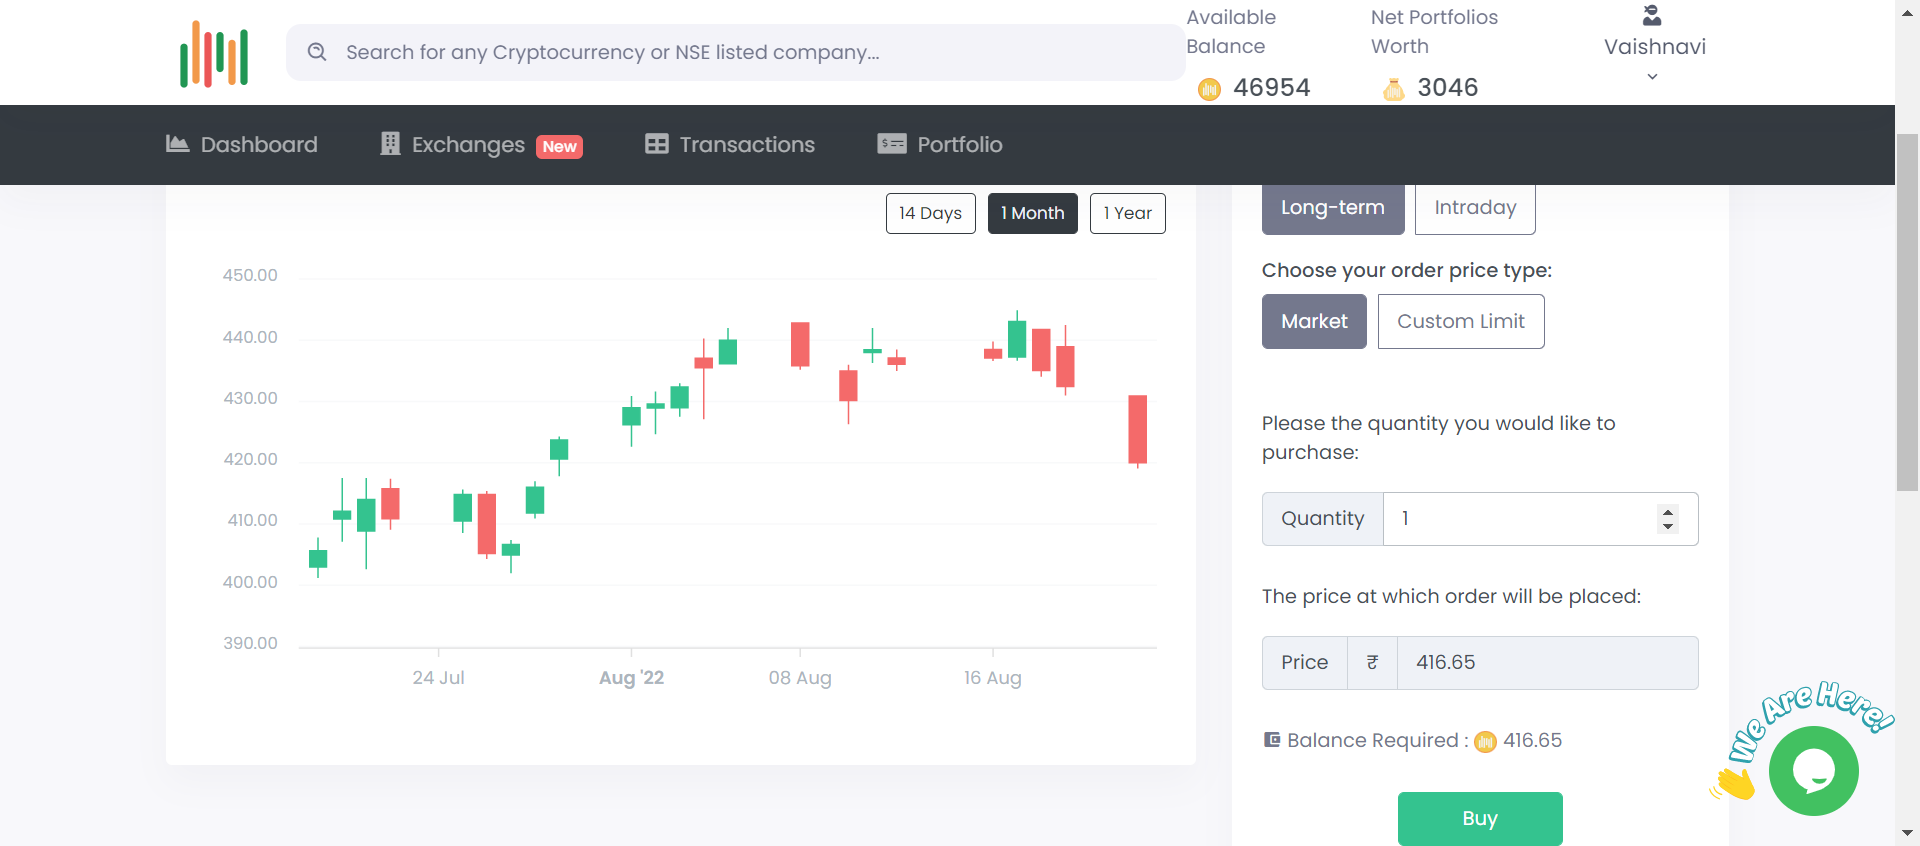 Search for any Cryptocurrency or NSE listed company...
Available
Balance
46954
Net Portfolios
Worth
3046
Vaishnavi
Dashboard
Exchanges New
Transactions
Portfolio
14 Days
1 Month
1 Year
450.00
440.00
430.00
420.00
410.00
400.00
390.00
24 Jul
Aug '22
08 Aug
16 Aug
Long-term
Intraday
Choose your order price type:
Market
Custom Limit
Please the quantity you would like to
purchase:
Quantity 1
The price at which order will be placed:
Price ₹ 416.65
Balance Required : 416.65
Buy
We Are Here!